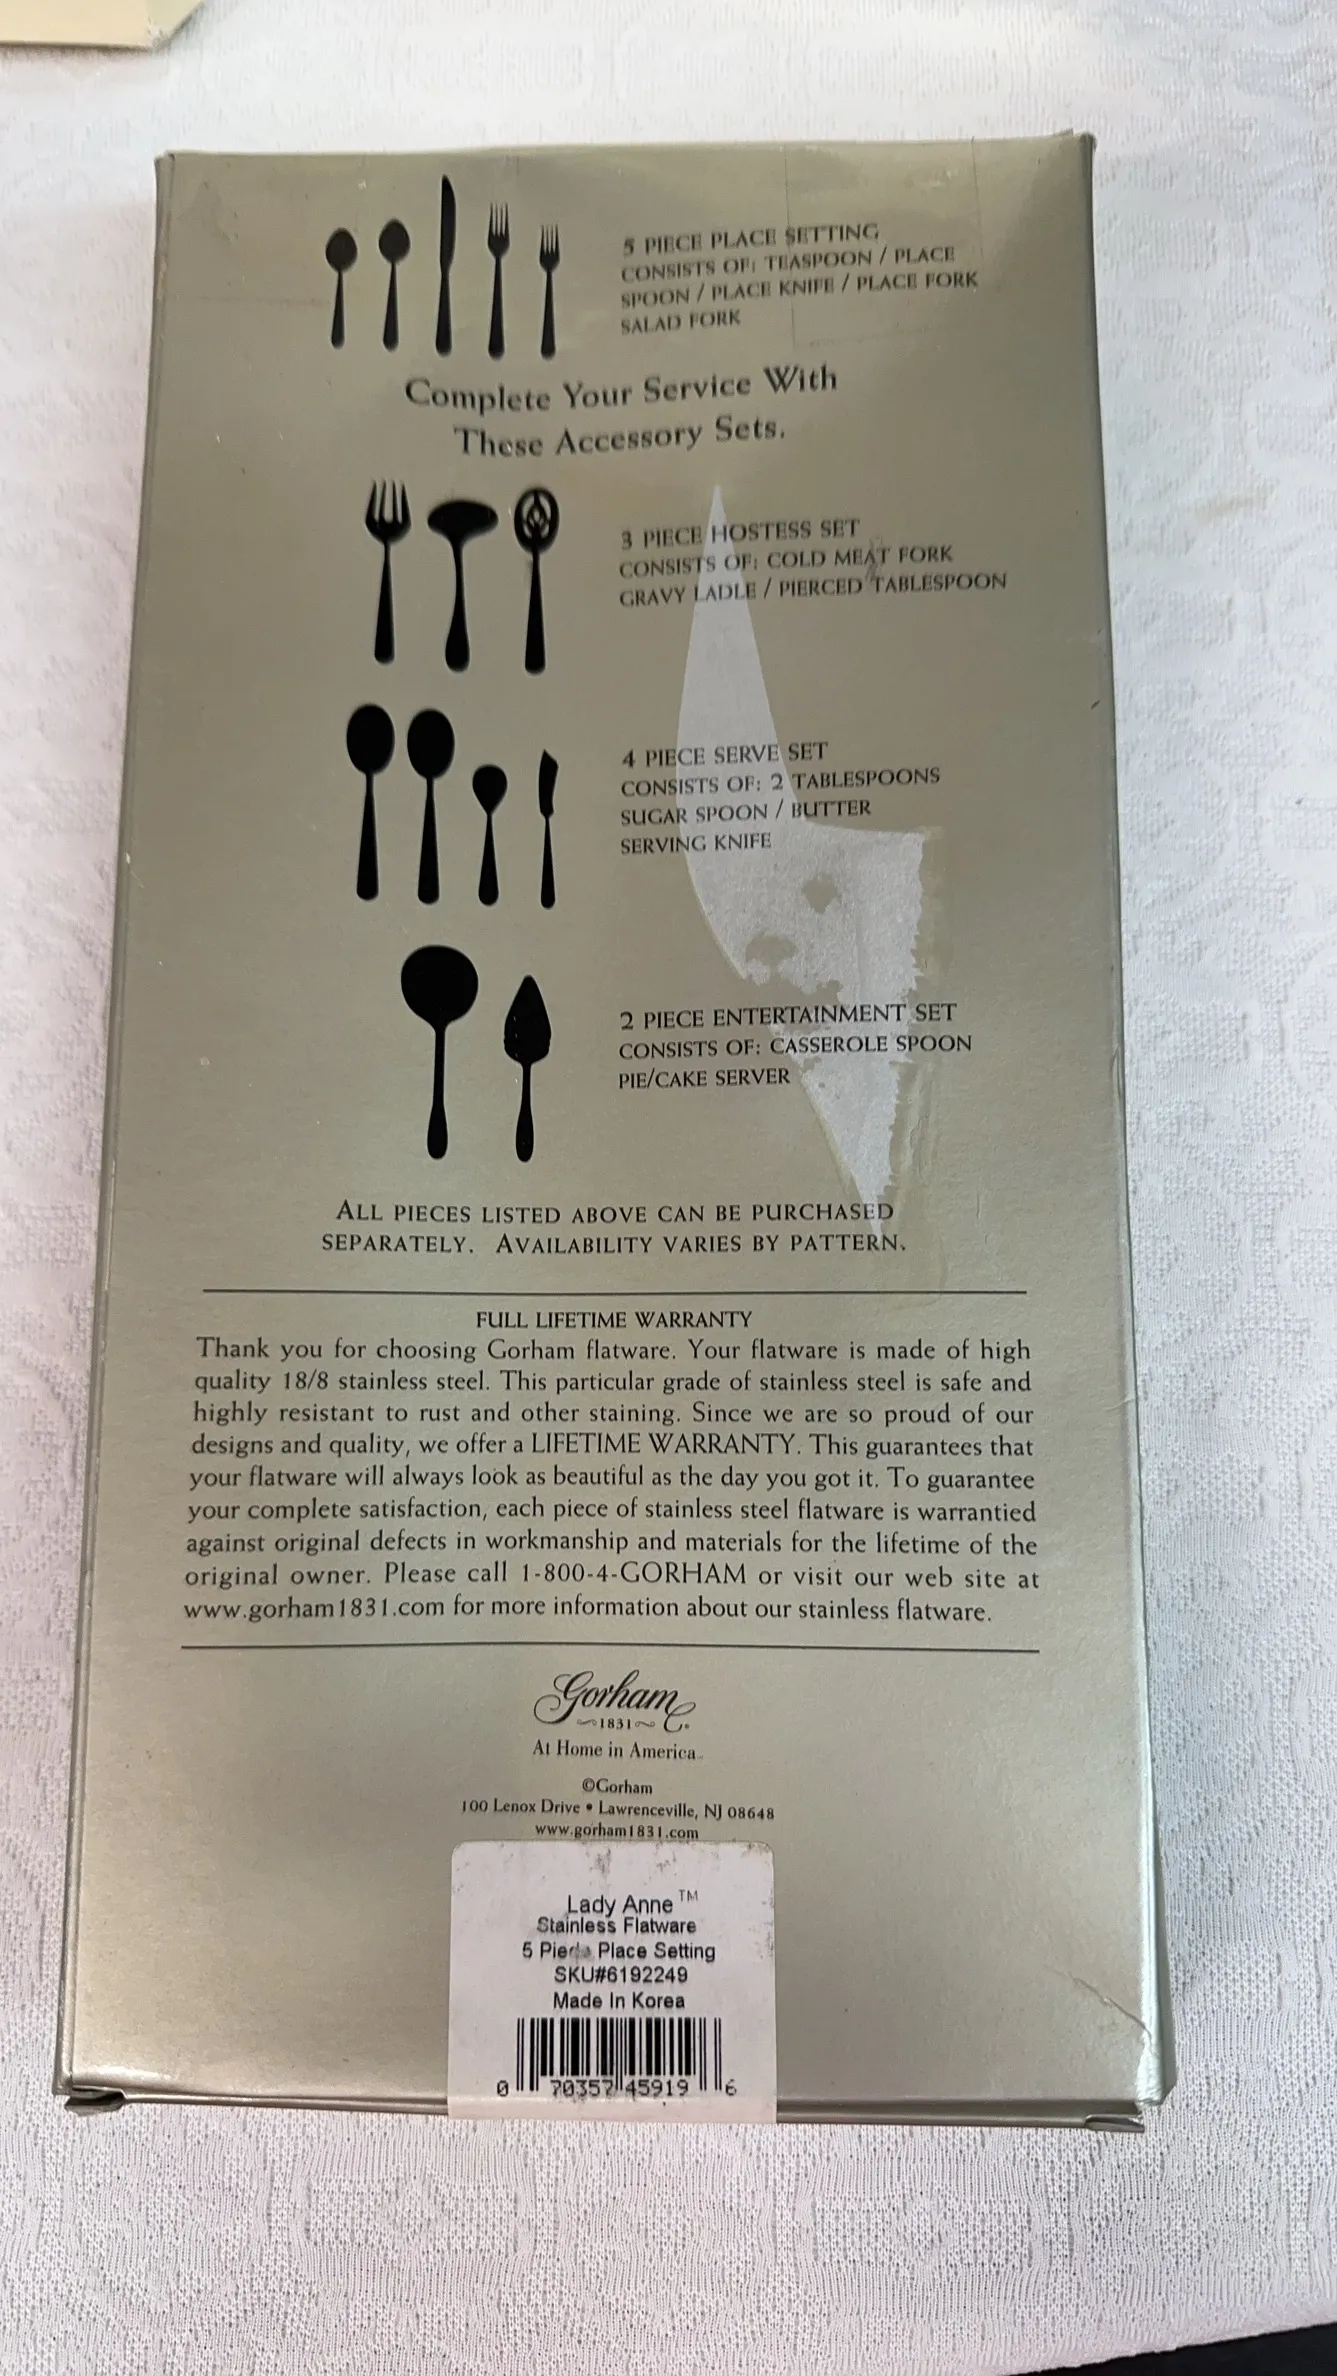 5 PIECE PLACE SETTING
CONSISTS OF: TEASPOON / PLACE
SPOON / PLACE KNIFE / PLACE FORK
SALAD FORK
Complete Your Service With
These Accessory Sets.
3 PIECE HOSTESS SET
CONSISTS OF: COLD MEAT FORK
GRAVY LADLE / PIERCED TABLESPOON
4 PIECE SERVE SET
CONSISTS OF: 2 TABLESPOONS
SUGAR SPOON / BUTTER
SERVING KNIFE
2 PIECE ENTERTAINMENT SET
CONSISTS OF: CASSEROLE SPOON
PIE/CAKE SERVER
ALL PIECES LISTED ABOVE CAN BE PURCHASED
SEPARATELY. AVAILABILITY VARIES BY PATTERN.
FULL LIFETIME WARRANTY
Thank you for choosing Gorham flatware. Your flatware is made of high
quality 18/8 stainless steel. This particular grade of stainless steel is safe and
highly resistant to rust and other staining. Since we are so proud of our
designs and quality, we offer a LIFETIME WARRANTY. This guarantees that
your flatware will always look as beautiful as the day you got it. To guarantee
your complete satisfaction, each piece of stainless steel flatware is warrantied
against original defects in workmanship and materials for the lifetime of the
original owner. Please call 1-800-4-GORHAM or visit our web site at
www.gorham1831.com for more information about our stainless flatware.
Gorham
1831
At Home in America™
©Gorham
100 Lenox Drive • Lawrenceville, NJ 08648
www.gorham1831.com
Lady Anne™
Stainless Flatware
5 Piece Place Setting
SKU#6192249
Made In Korea
0 70357 45919 6